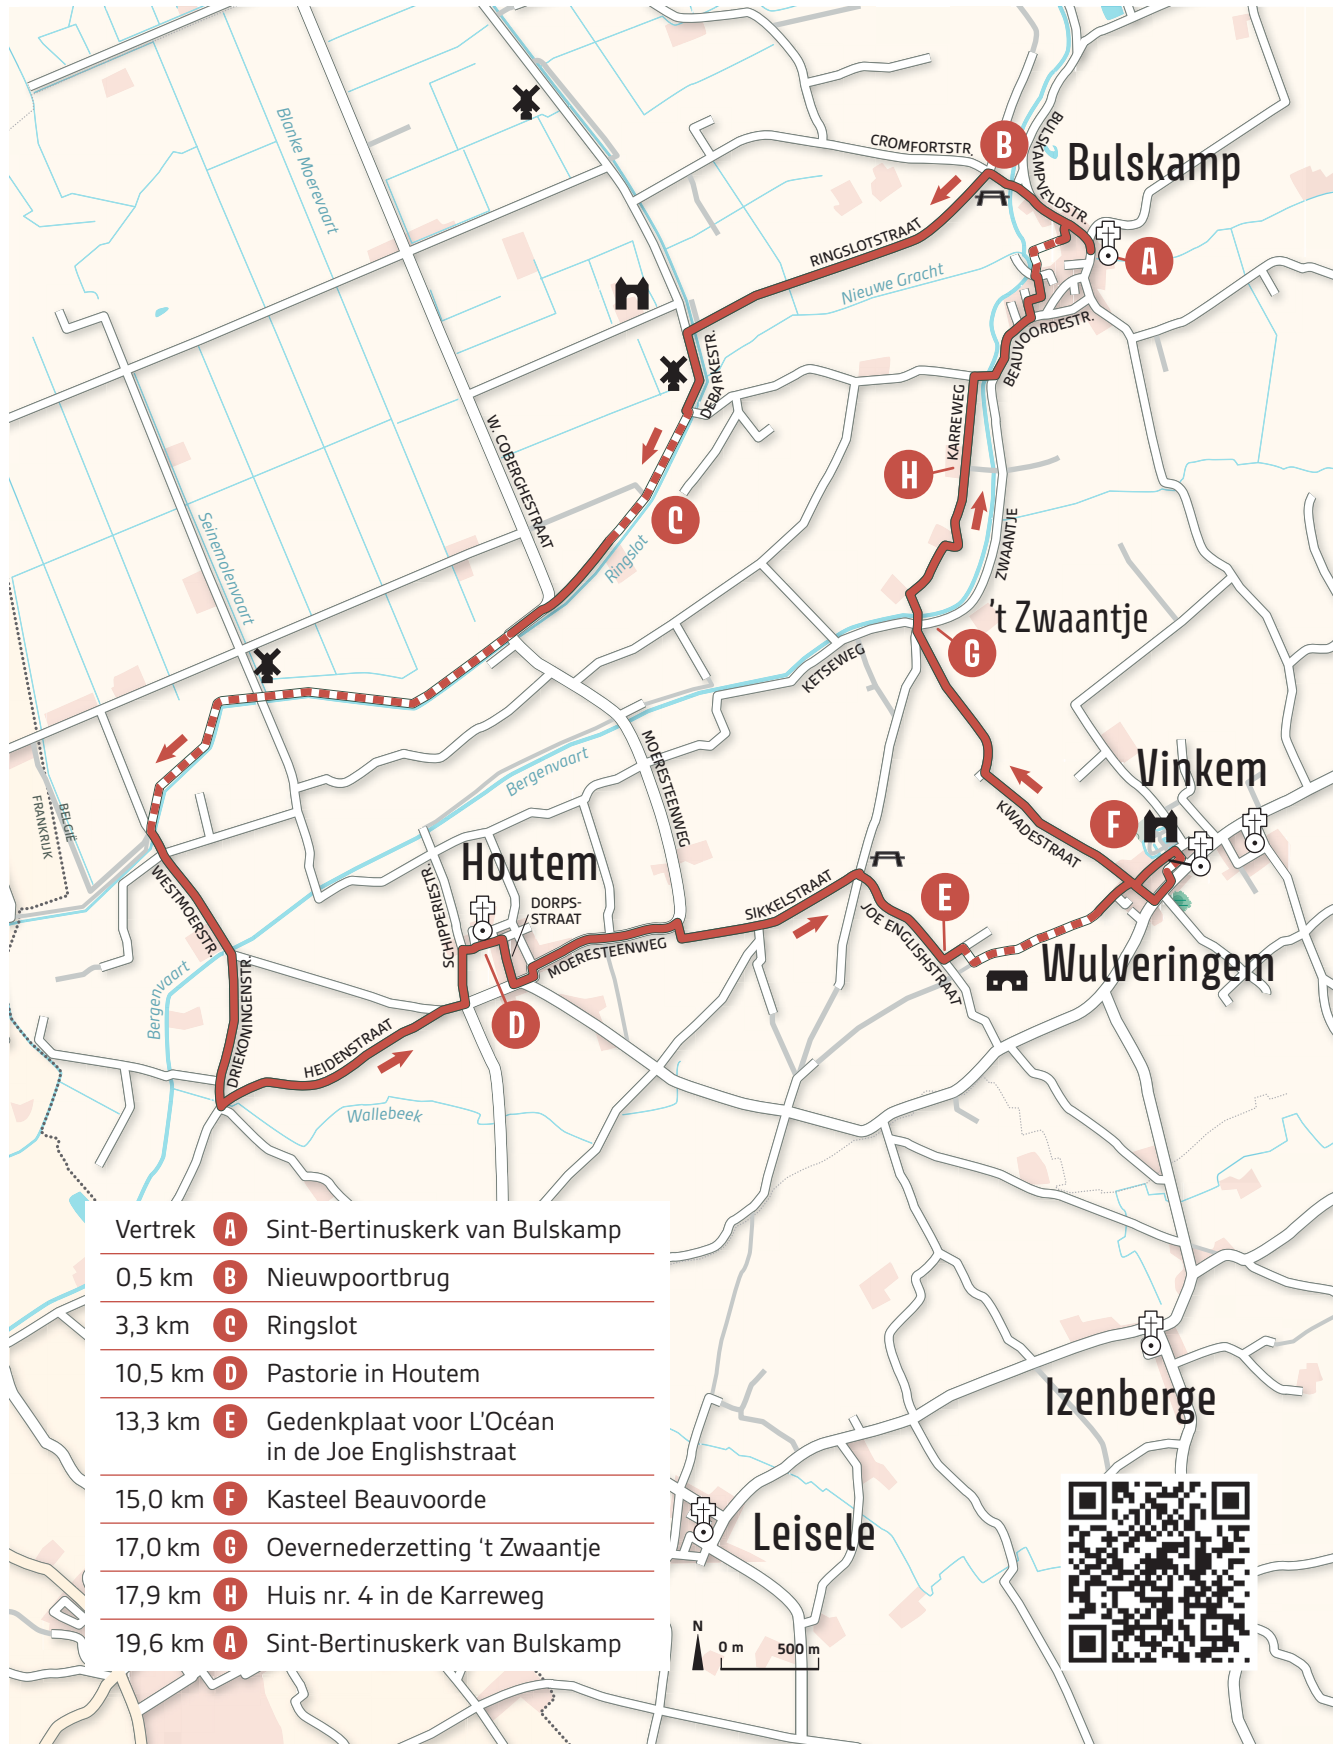 Blanke Moerevaart
CROMFORTSTR.
B
BULSKAMPVELDSTR.
Bulskamp
A
RINGSLOTSTRAAT
Nieuwe Gracht
BEAUVOORDESTR.
DEBARKESTR.
KARREWEG
W. COBERGHESTRAAT
H
C
Seinemolenvaart
Ringslot
ZWAANTJE
't Zwaantje
G
KETSEWEG
MOERESTEENWEG
Bergenvaart
Vinkem
F
KWADESTRAAT
FRANKRIJK
BELGIË
WESTMOERSTR.
SCHIPPERIESTR.
Houtem
DORPS-
STRAAT
SIKKELSTRAAT
E
JOE ENGLISHSTRAAT
MOERESTEENWEG
Wulveringem
Bergenvaart
DRIEKONINGENSTR.
D
HEIDENSTRAAT
Wallebeek
Vertrek A Sint-Bertinuskerk van Bulskamp
0,5 km B Nieuwpoortbrug
3,3 km C Ringslot
10,5 km D Pastorie in Houtem
13,3 km E Gedenkplaat voor L'Océan
in de Joe Englishstraat
15,0 km F Kasteel Beauvoorde
17,0 km G Oevernederzetting ‘t Zwaantje
17,9 km H Huis nr. 4 in de Karreweg
19,6 km A Sint-Bertinuskerk van Bulskamp
Izenberge
Leisele
N
0 m 500 m